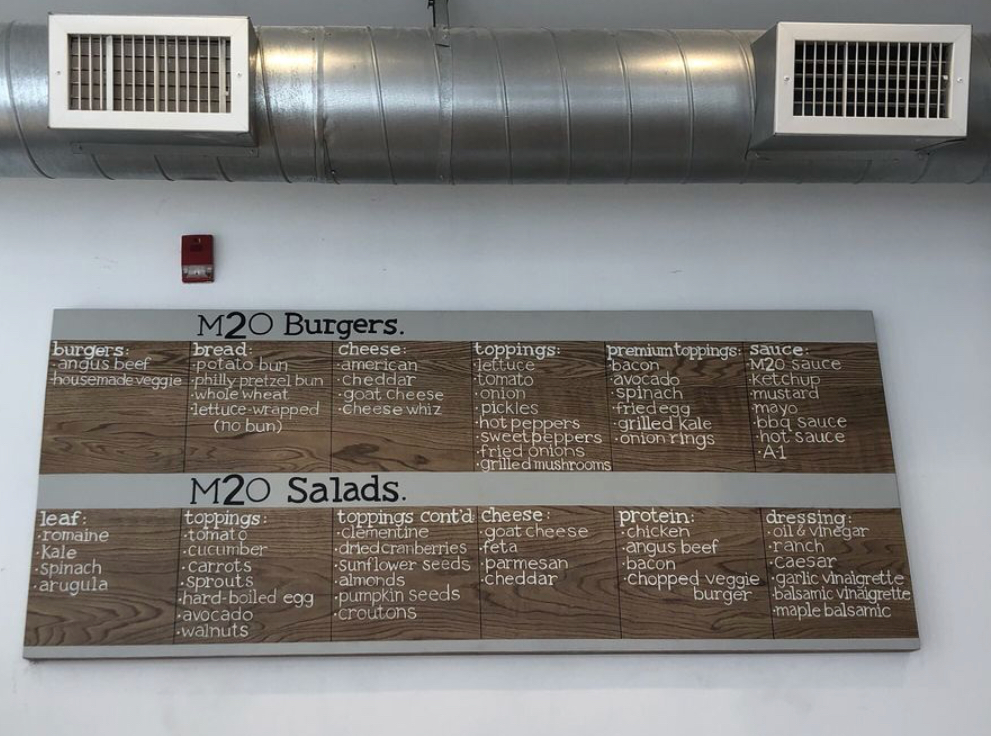 M2O Burgers.
burgers:
·angus beef
·housemade veggie
bread:
·potato bun
·philly pretzel bun
·whole wheat
·lettuce-wrapped
(no bun)
cheese:
·american
·cheddar
·goat cheese
·cheese whiz
toppings:
·lettuce
·tomato
·onion
·pickles
·hot peppers
·sweet peppers
·fried onions
·grilled mushrooms
premium toppings:
·bacon
·avocado
·spinach
·fried egg
·grilled kale
·onion rings
sauce:
·M2O sauce
·ketchup
·mustard
·mayo
·bbq sauce
·hot sauce
·A-1
M2O Salads.
leaf:
·romaine
·Kale
·spinach
·arugula
toppings:
·tomato
·cucumber
·carrots
·sprouts
·hard-boiled egg
·avocado
·walnuts
toppings cont'd
·clementine
·dried cranberries
·sunflower seeds
·almonds
·pumpkin seeds
·croutons
cheese:
·goat cheese
·feta
·parmesan
·cheddar
protein:
·chicken
·angus beef
·bacon
·chopped veggie
burger
dressing:
·oil & vinegar
·ranch
·caesar
·garlic vinaigrette
·balsamic vinaigrette
·maple balsamic